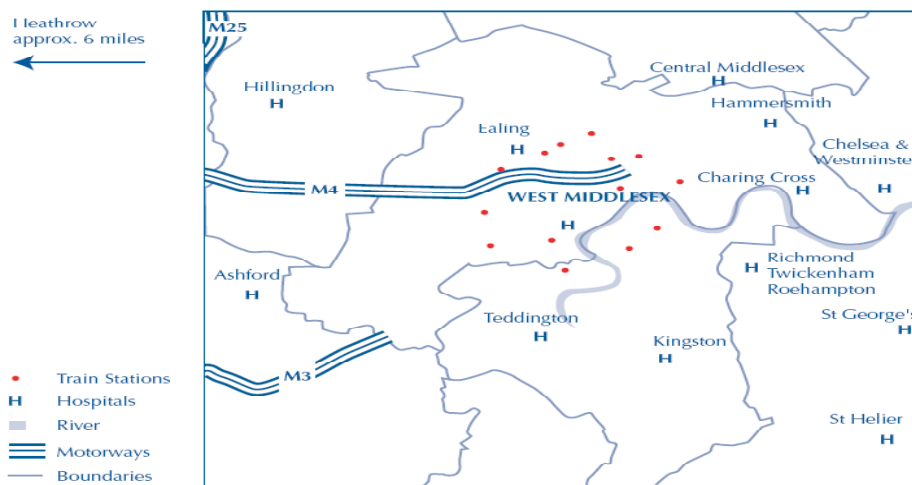 Heathrow
approx. 6 miles
M25
Hillingdon
H
Central Middlesex
H
Hammersmith
H
Ealing
H
Chelsea &
Westminster
H
Charing Cross
H
M4
WEST MIDDLESEX
H
Ashford
H
H
Richmond
Twickenham
Roehampton
Teddington
H
Kingston
H
St George's
H
M3
St Helier
H
Train Stations
H
Hospitals
River
Motorways
Boundaries